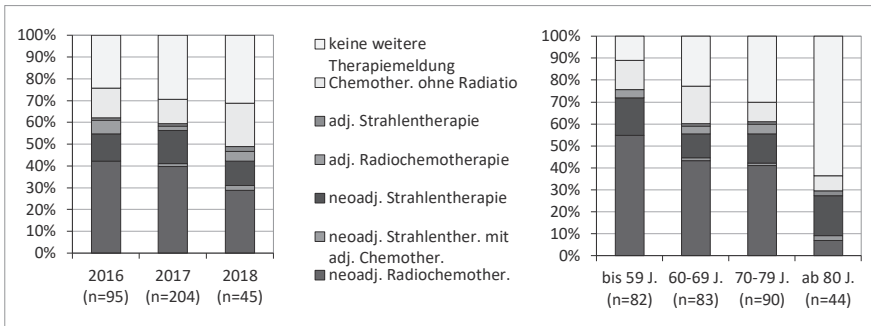 100%
90%
80%
70%
60%
50%
40%
30%
20%
10%
0%
2016
(n=95)
2017
(n=204)
2018
(n=45)
keine weitere
Therapiemeldung
Chemother. ohne Radiatio
adj. Strahlentherapie
adj. Radiochemotherapie
neoadj. Strahlentherapie
neoadj. Strahlenther. mit
adj. Chemother.
neoadj. Radiochemother.
100%
90%
80%
70%
60%
50%
40%
30%
20%
10%
0%
bis 59 J.
(n=82)
60-69 J.
(n=83)
70-79 J.
(n=90)
ab 80 J.
(n=44)